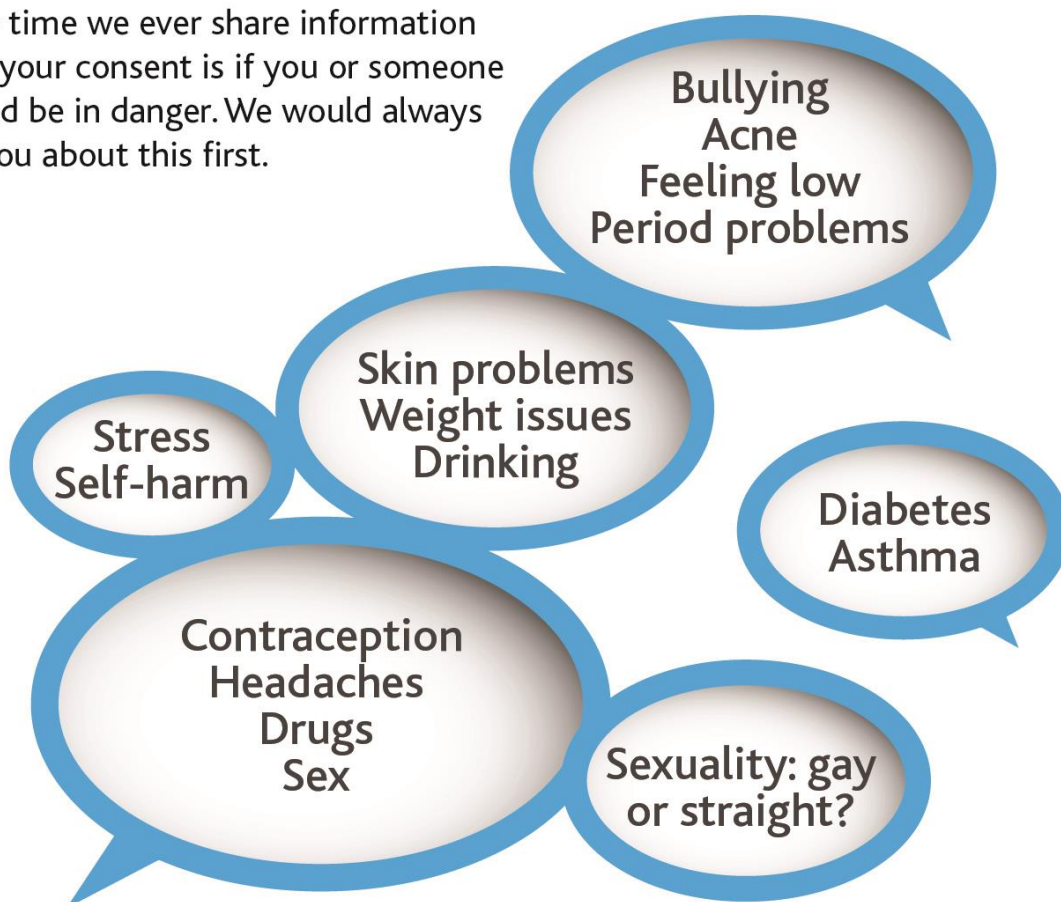 time we ever share information
your consent is if you or someone
d be in danger. We would always
ou about this first.
Bullying
Acne
Feeling low
Period problems
Skin problems
Weight issues
Drinking
Stress
Self-harm
Diabetes
Asthma
Contraception
Headaches
Drugs
Sex
Sexuality: gay
or straight?